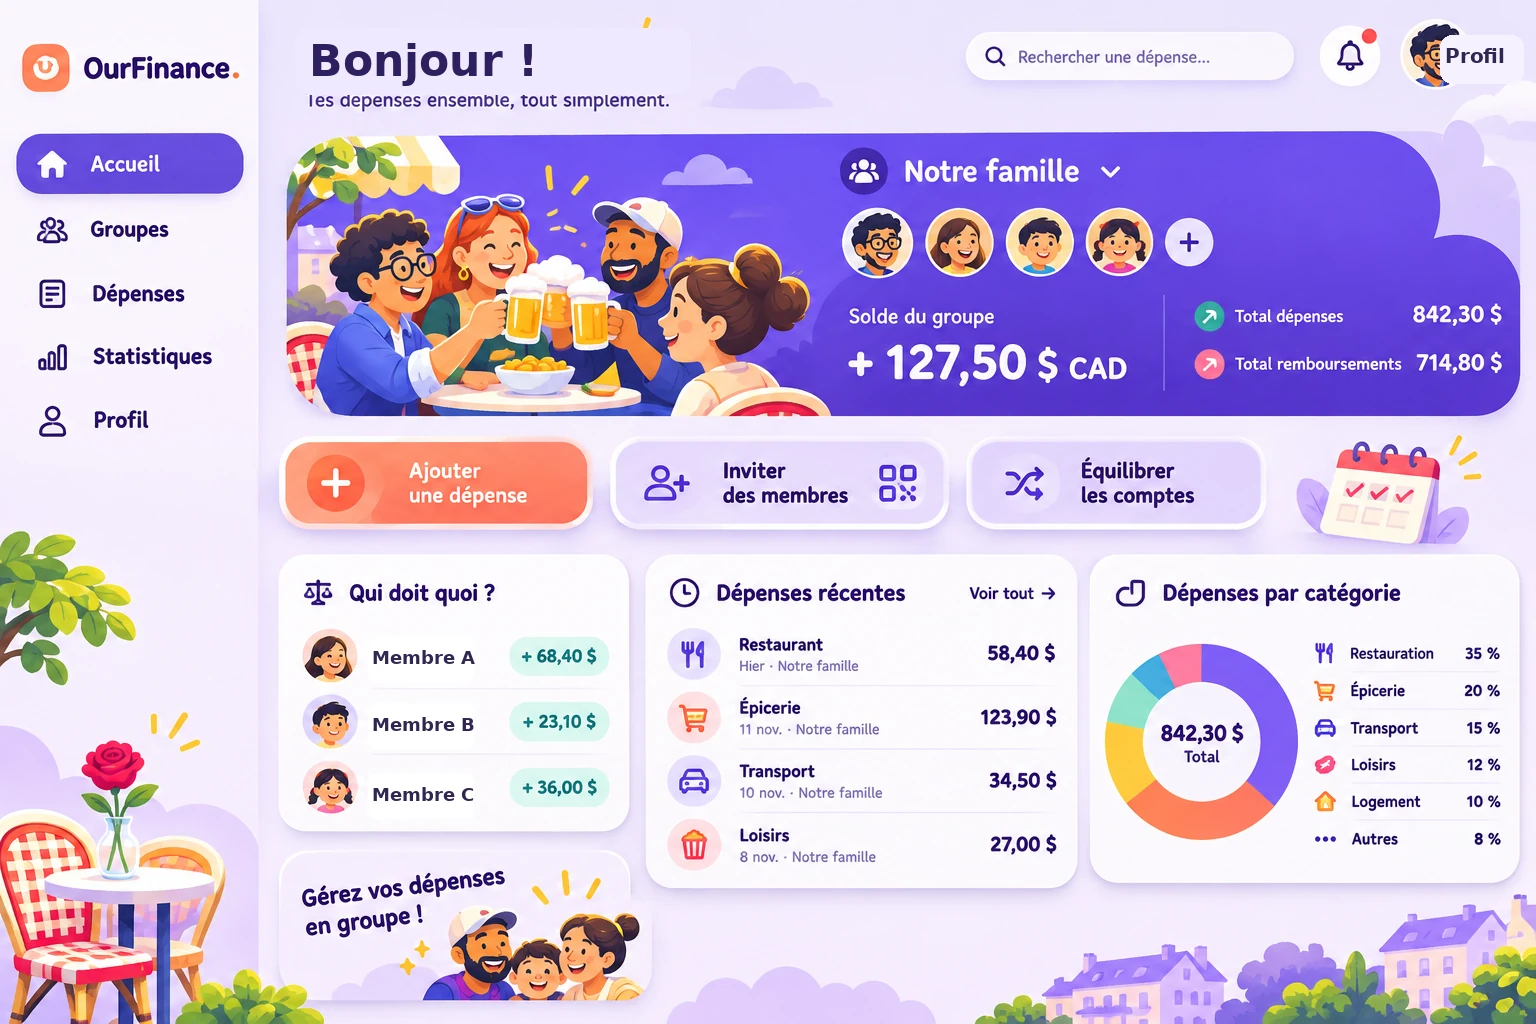 OurFinance.
Accueil
Groupes
Dépenses
Statistiques
Profil
Bonjour !
Tes dépenses ensemble, tout simplement.
Rechercher une dépense...
Profil
Notre famille
Solde du groupe
+ 127,50 $ CAD
Total dépenses 842,30 $
Total remboursements 714,80 $
Ajouter
une dépense
Inviter
des membres
Équilibrer
les comptes
Qui doit quoi ?
Membre A + 68,40 $
Membre B + 23,10 $
Membre C + 36,00 $
Gérez vos dépenses
en groupe !
Dépenses récentes Voir tout →
Restaurant
Hier · Notre famille
58,40 $
Épicerie
11 nov. · Notre famille
123,90 $
Transport
10 nov. · Notre famille
34,50 $
Loisirs
8 nov. · Notre famille
27,00 $
Dépenses par catégorie
842,30 $
Total
Restauration 35 %
Épicerie 20 %
Transport 15 %
Loisirs 12 %
Logement 10 %
Autres 8 %